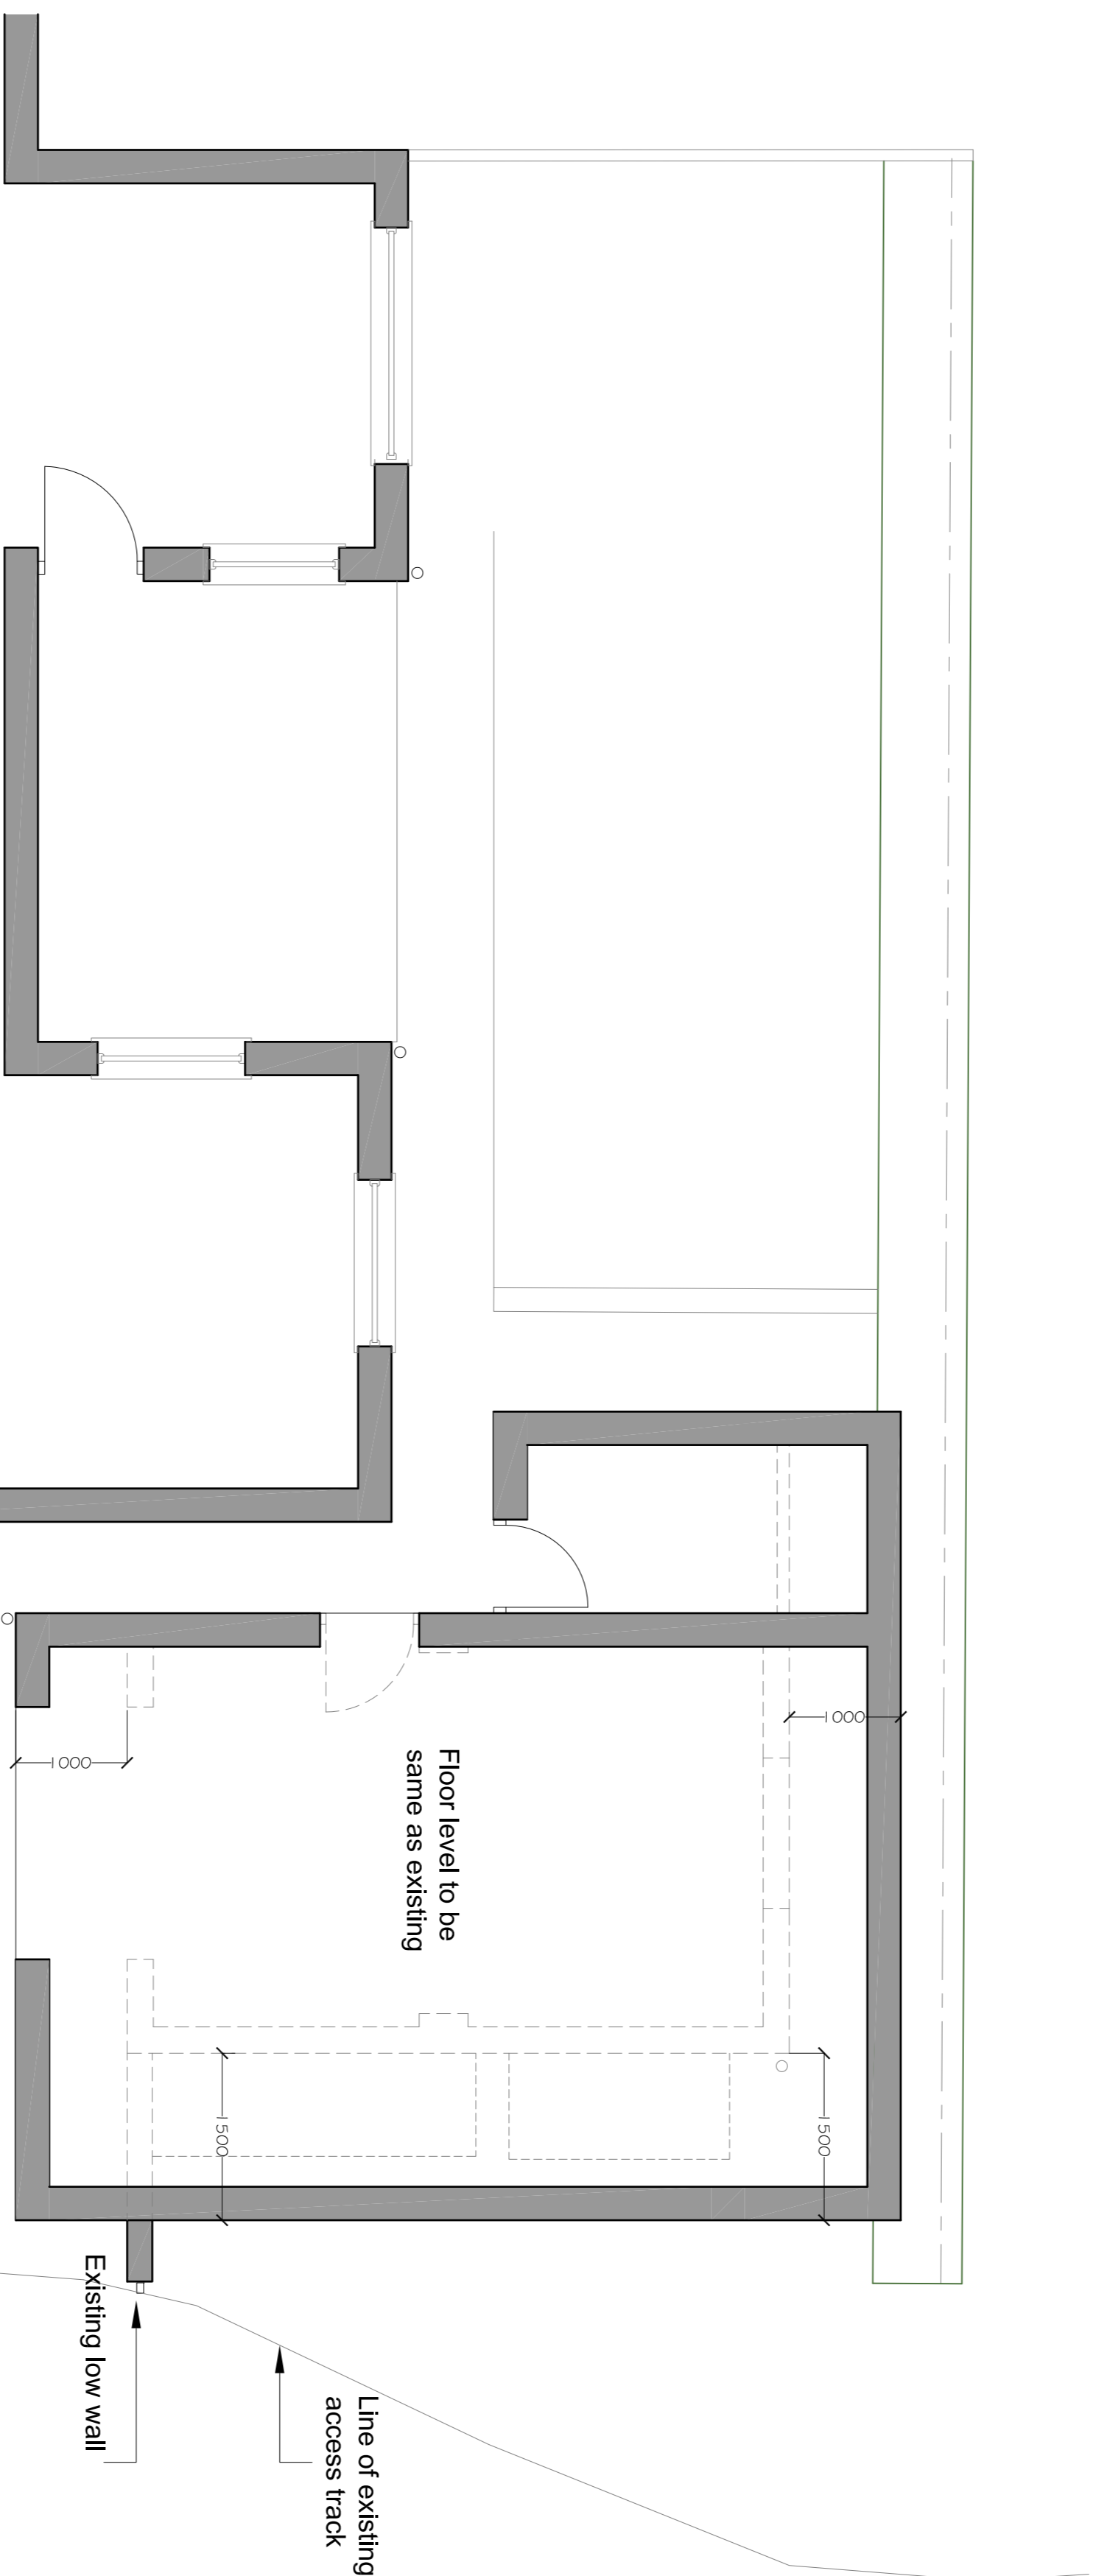 Floor level to be
same as existing
1000
1000
1500
1500
Line of existing
access track
Existing low wall